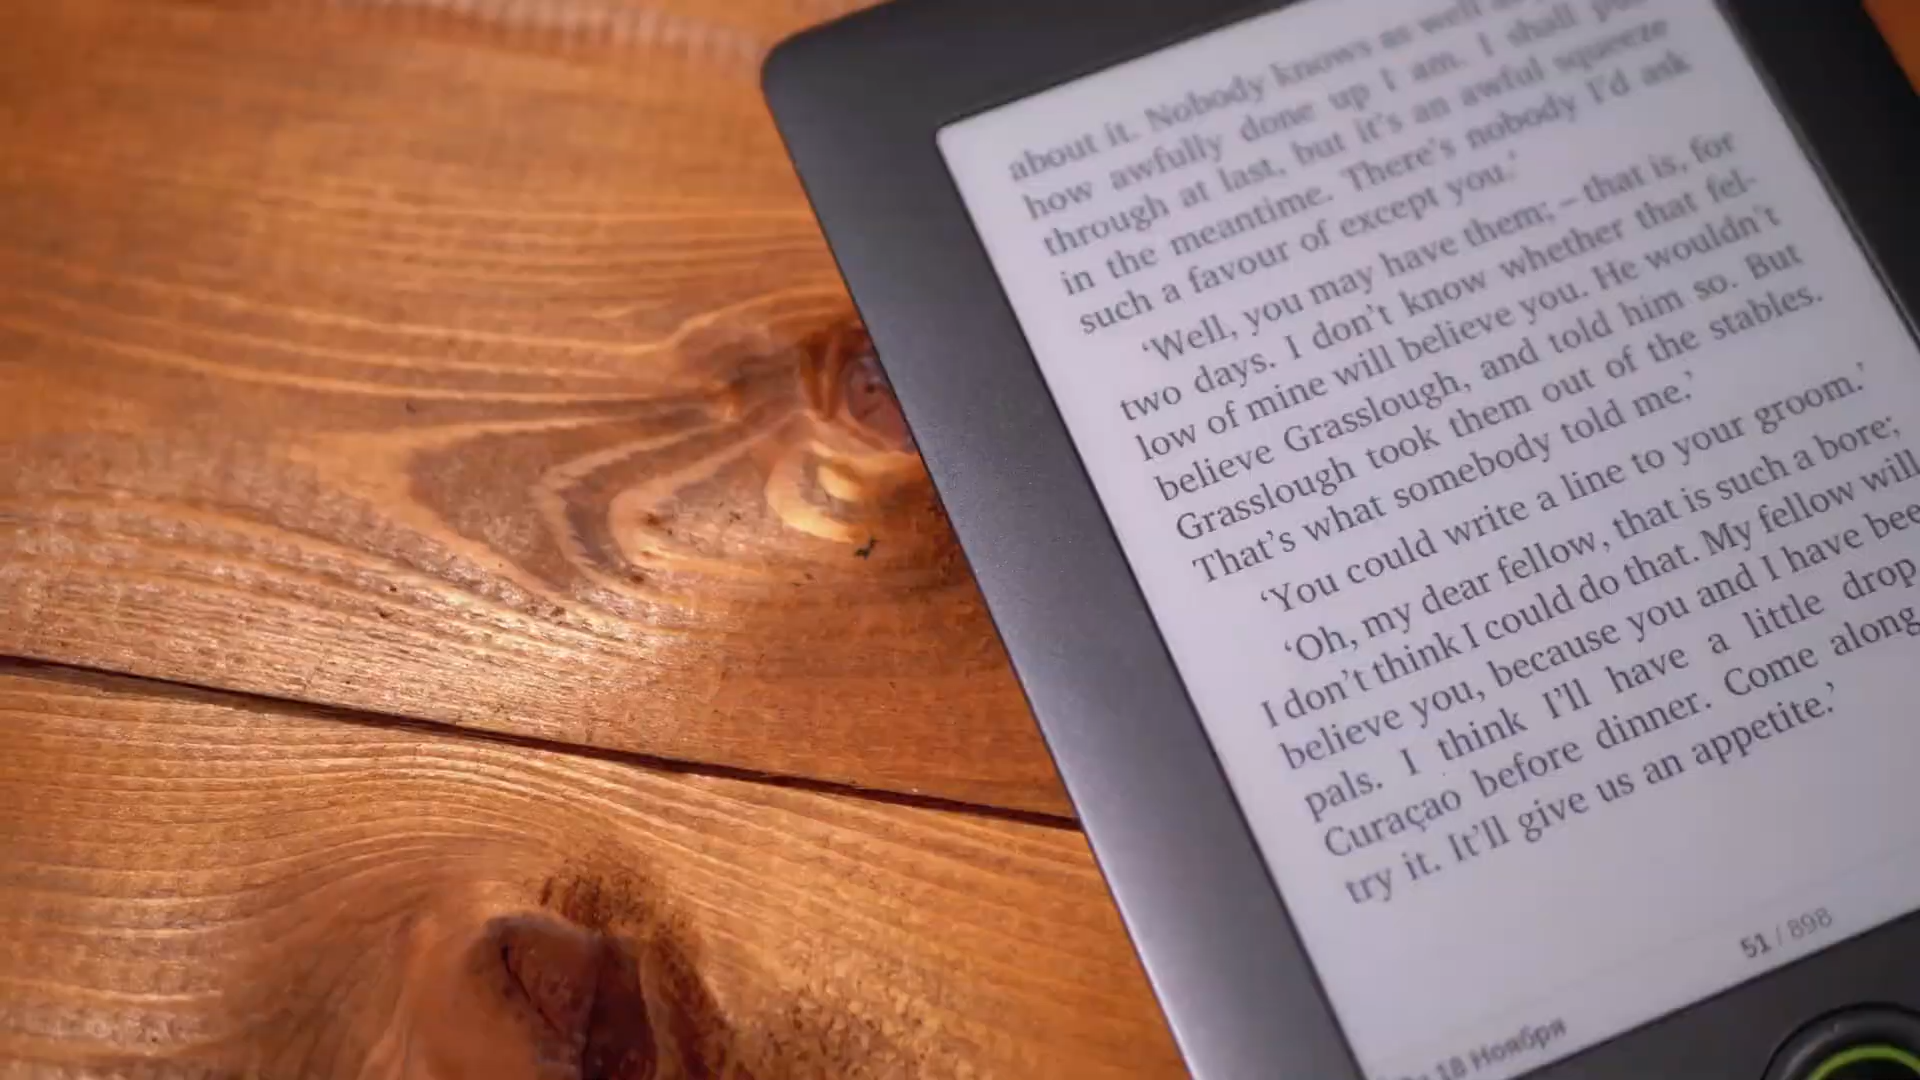 about it. Nobody knows as well as
how awfully done up I am. I shall
through at last, but it's an awful squeeze
in the meantime. There's nobody I'd ask
such a favour of except you.'
'Well, you may have them; – that is, for
two days. I don't know whether that fel-
low of mine will believe you. He wouldn't
believe Grasslough, and told him so. But
Grasslough took them out of the stables.
That's what somebody told me.'
'You could write a line to your groom.'
'Oh, my dear fellow, that is such a bore;
I don't think I could do that. My fellow will
believe you, because you and I have bee
pals. I think I'll have a little drop
Curaçao before dinner. Come along
try it. It'll give us an appetite.'
51 / 898
18 Ноября